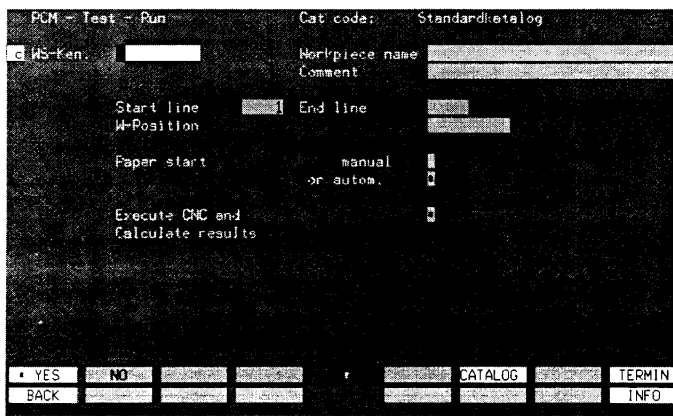 PCM - Test - Run Cat code: Standardkatalog
c WS-Ken. Workpiece name
Comment
Start line 1 End line
W-Position
Paper start manual
or autom. *
Execute CNC and *
Calculate results
* YES NO CATALOG TERMIN
BACK INFO